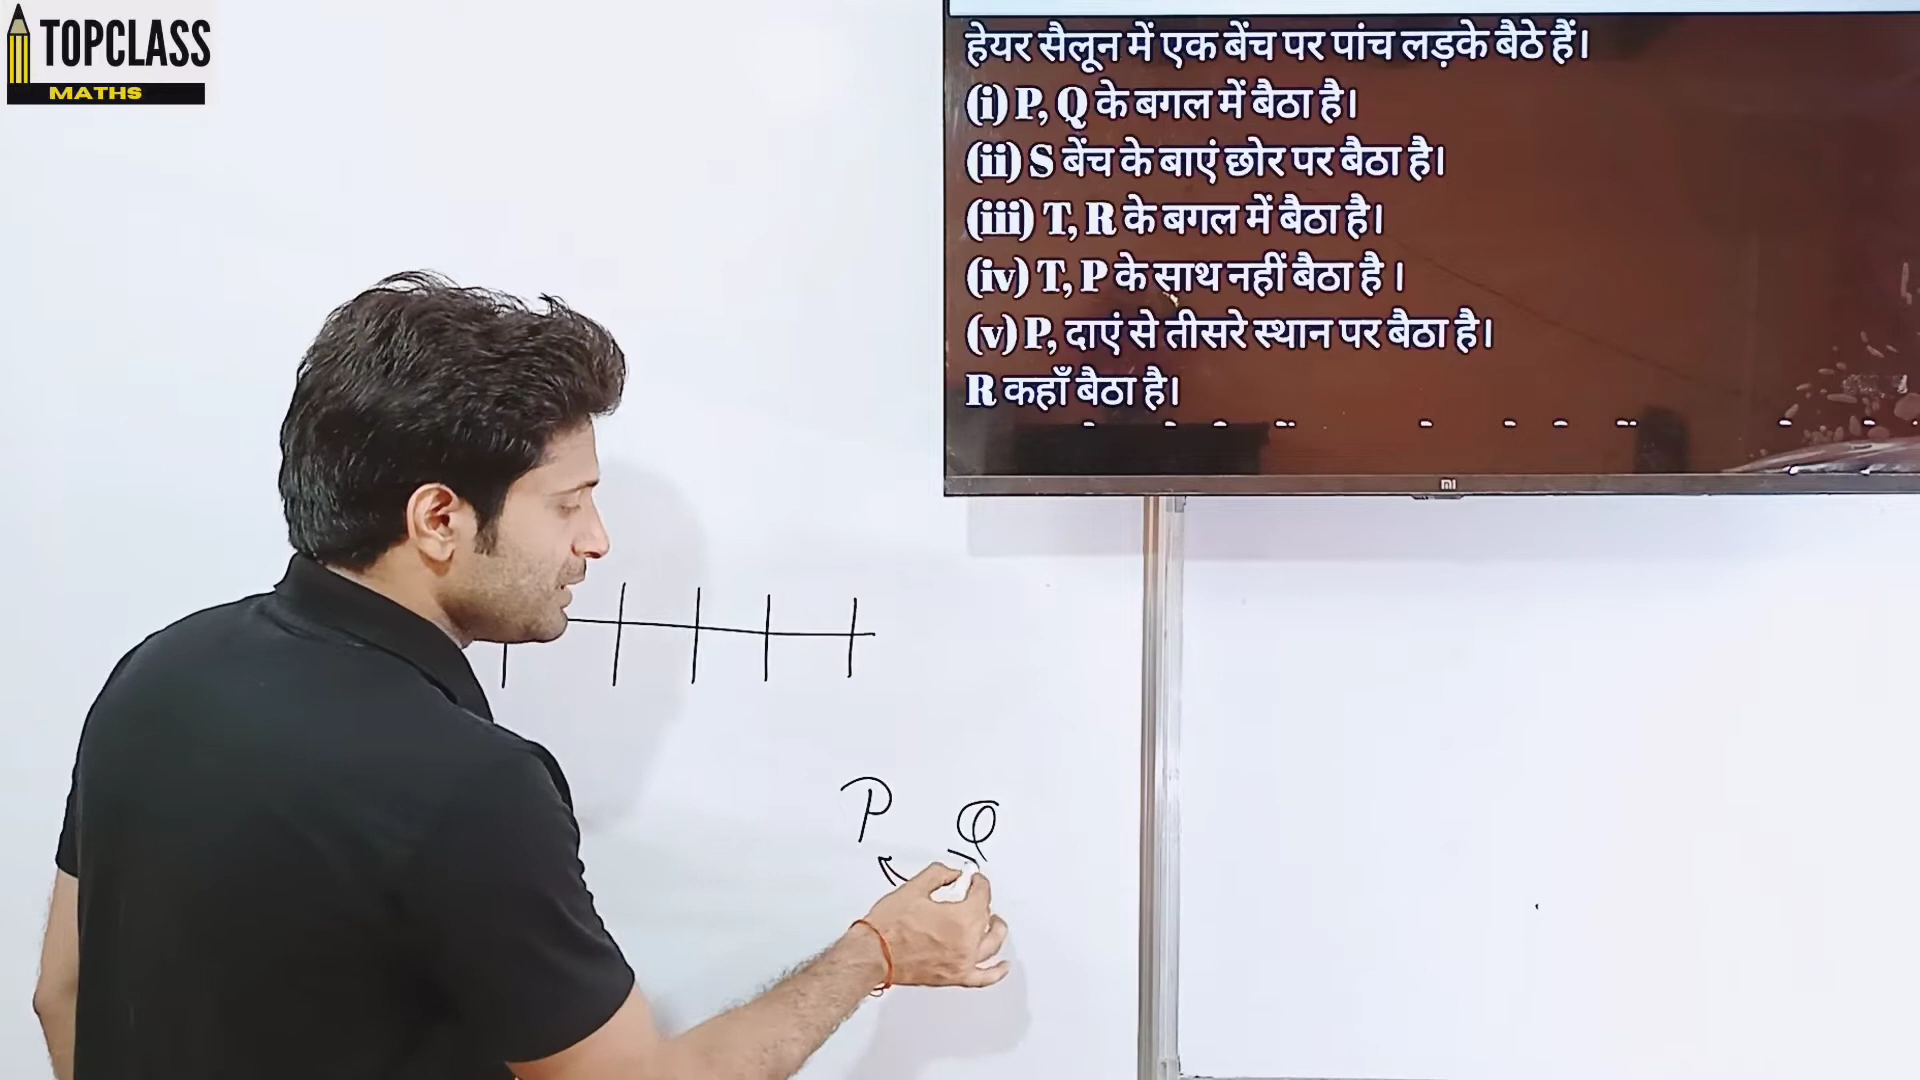 TOPCLASS
MATHS
हेयर सैलून में एक बेंच पर पांच लड़के बैठे हैं।
(i) P, Q के बगल में बैठा है।
(ii) S बेंच के बाएं छोर पर बैठा है।
(iii) T, R के बगल में बैठा है।
(iv) T, P के साथ नहीं बैठा है ।
(v) P, दाएं से तीसरे स्थान पर बैठा है।
R कहाँ बैठा है।
mi
P Q